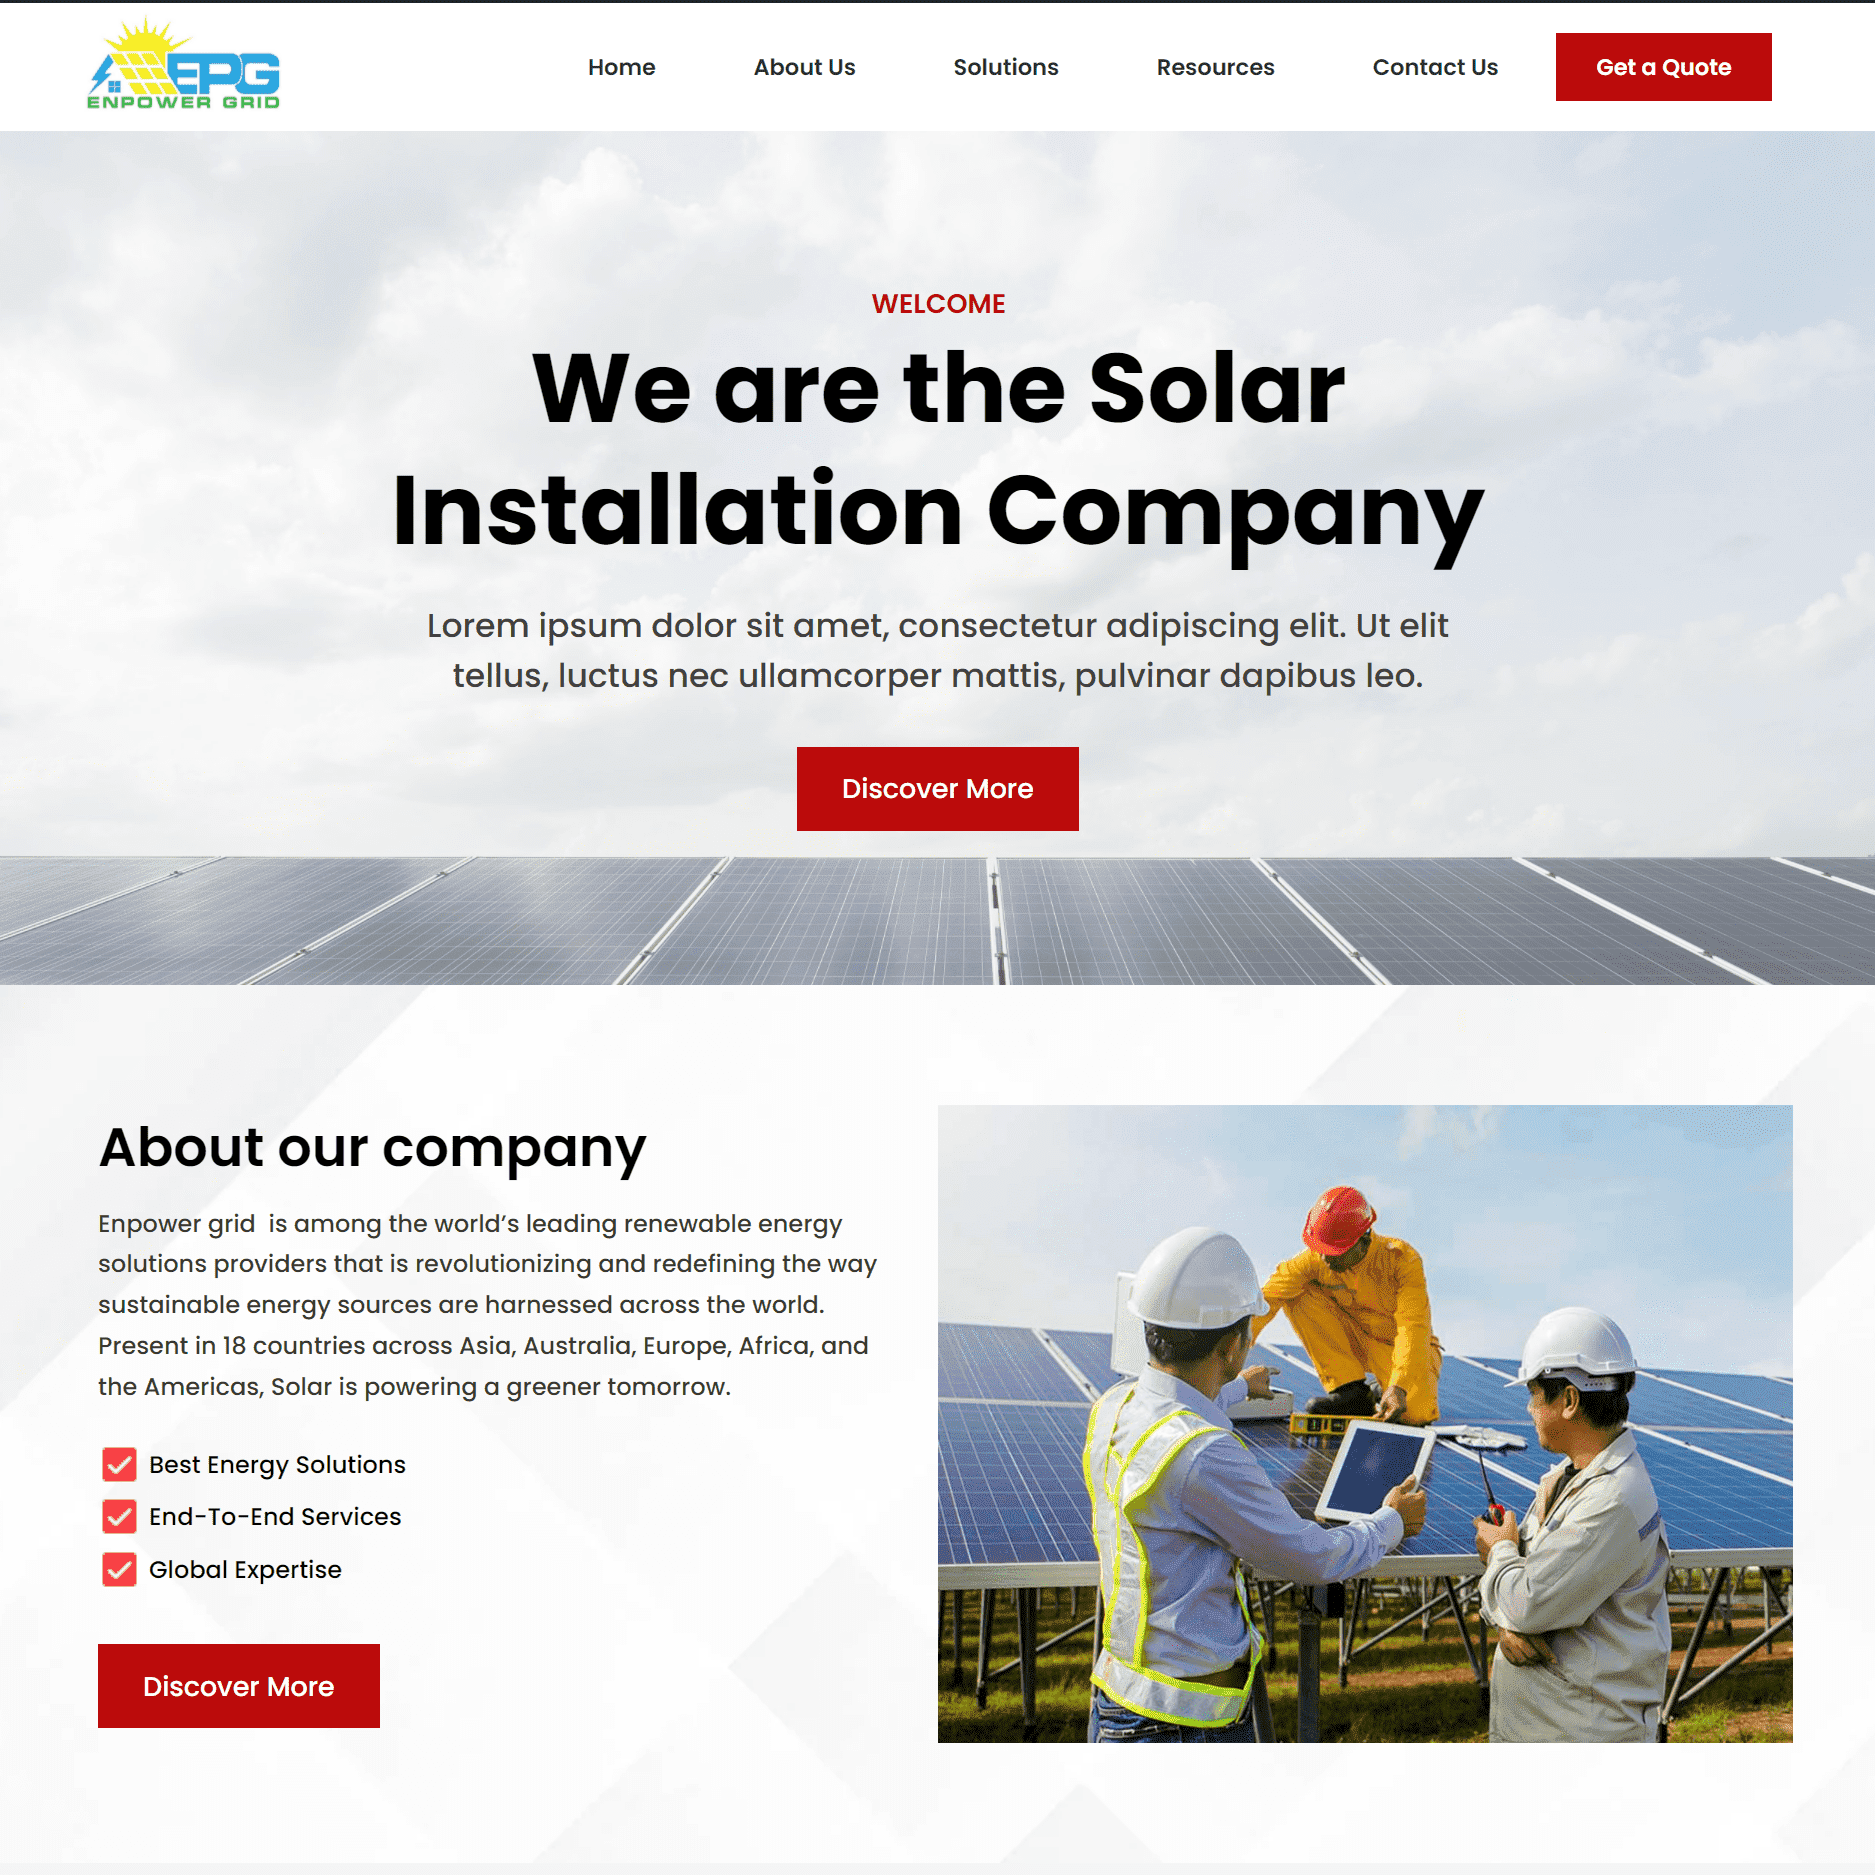 EPG
ENPOWER GRID
Home
About Us
Solutions
Resources
Contact Us
Get a Quote
WELCOME
We are the Solar
Installation Company
Lorem ipsum dolor sit amet, consectetur adipiscing elit. Ut elit
tellus, luctus nec ullamcorper mattis, pulvinar dapibus leo.
Discover More
About our company
Enpower grid  is among the world’s leading renewable energy
solutions providers that is revolutionizing and redefining the way
sustainable energy sources are harnessed across the world.
Present in 18 countries across Asia, Australia, Europe, Africa, and
the Americas, Solar is powering a greener tomorrow.
Best Energy Solutions
End-To-End Services
Global Expertise
Discover More